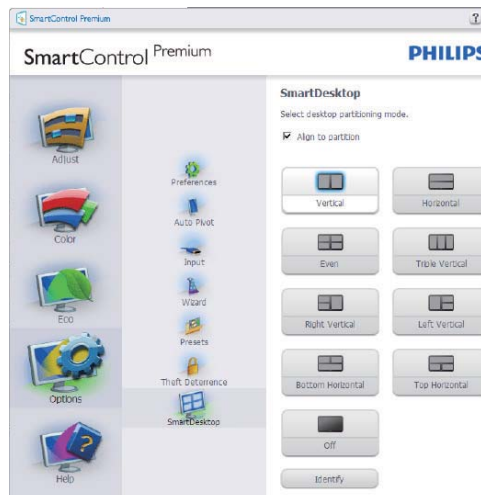 SmartControl Premium
?
SmartControl Premium
PHILIPS
Adjust
Color
Eco
Options
Help
Preferences
Auto Pivot
Input
Wizard
Presets
Theft Deterrence
SmartDesktop
SmartDesktop
Select desktop partitioning mode.
Align to partition
Vertical
Horizontal
Even
Triple Vertical
Right Vertical
Left Vertical
Bottom Horizontal
Top Horizontal
Off
Identify